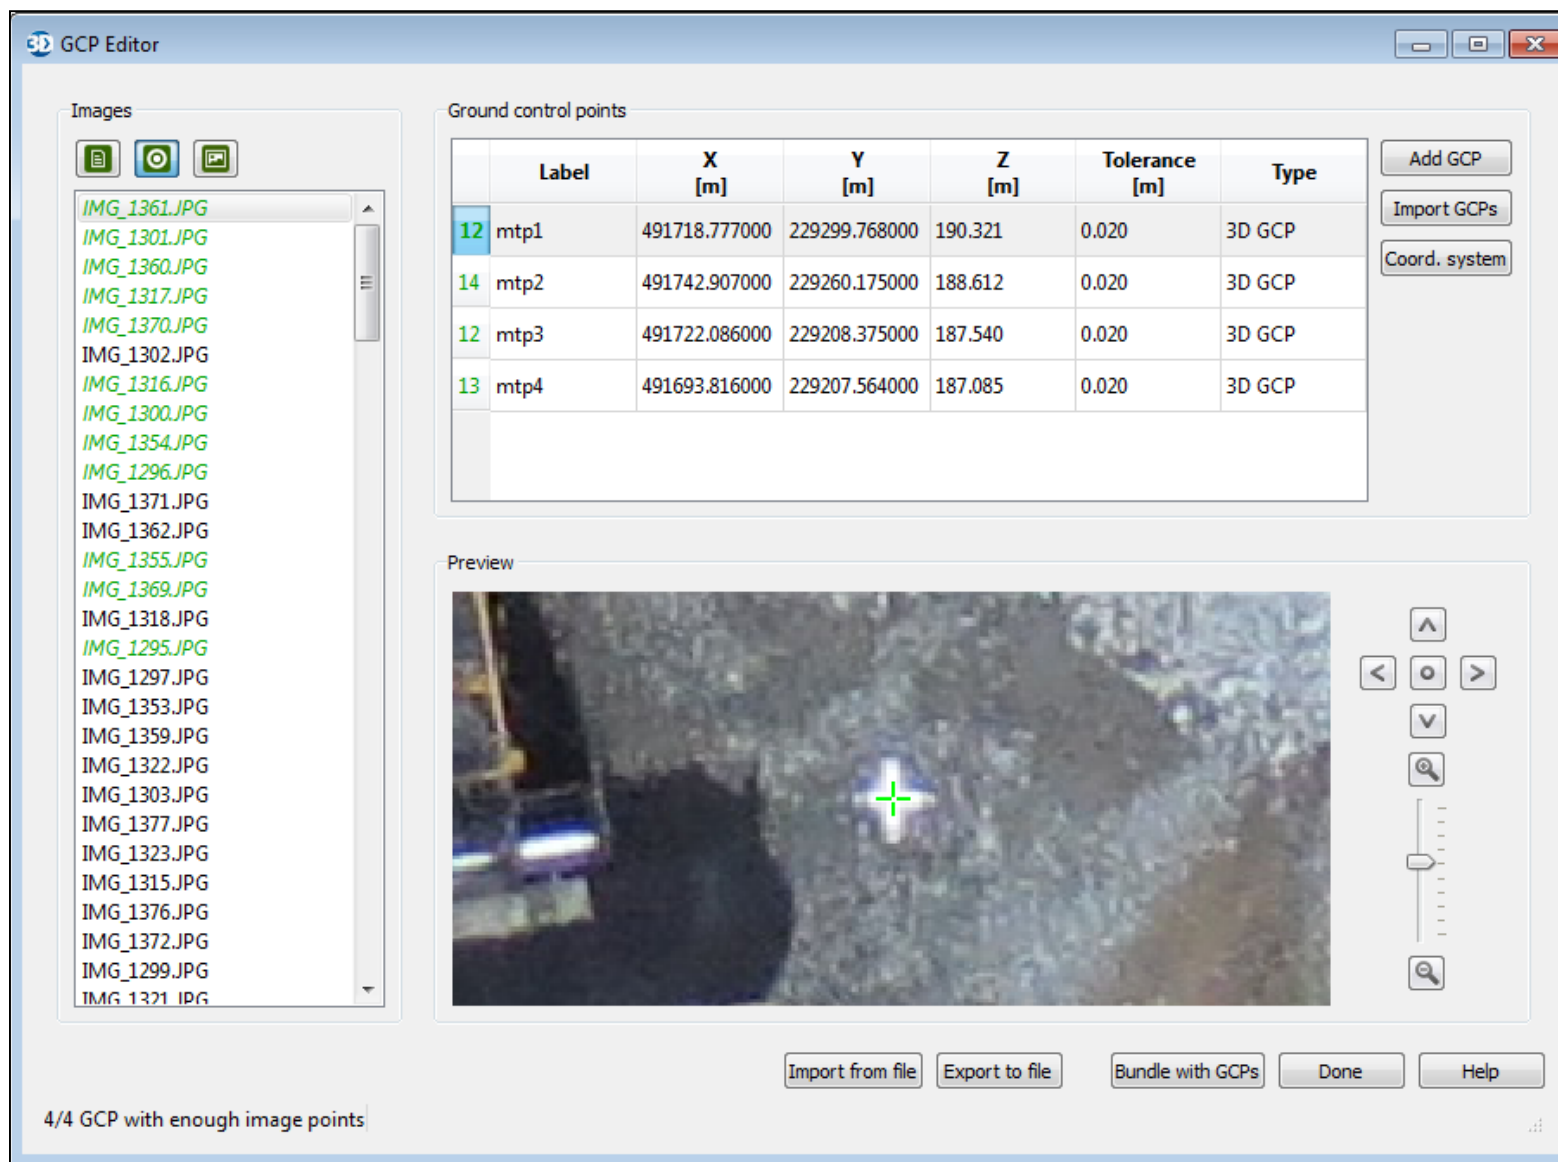 3D GCP Editor
Images
IMG_1361.JPG
IMG_1301.JPG
IMG_1360.JPG
IMG_1317.JPG
IMG_1370.JPG
IMG_1302.JPG
IMG_1316.JPG
IMG_1300.JPG
IMG_1354.JPG
IMG_1296.JPG
IMG_1371.JPG
IMG_1362.JPG
IMG_1355.JPG
IMG_1369.JPG
IMG_1318.JPG
IMG_1295.JPG
IMG_1297.JPG
IMG_1353.JPG
IMG_1359.JPG
IMG_1322.JPG
IMG_1303.JPG
IMG_1377.JPG
IMG_1323.JPG
IMG_1315.JPG
IMG_1376.JPG
IMG_1372.JPG
IMG_1299.JPG
IMG_1321.JPG
Ground control points
Label X [m] Y [m] Z [m] Tolerance [m] Type
12 mtp1 491718.777000 229299.768000 190.321 0.020 3D GCP
14 mtp2 491742.907000 229260.175000 188.612 0.020 3D GCP
12 mtp3 491722.086000 229208.375000 187.540 0.020 3D GCP
13 mtp4 491693.816000 229207.564000 187.085 0.020 3D GCP
Add GCP
Import GCPs
Coord. system
Preview
Import from file Export to file Bundle with GCPs Done Help
4/4 GCP with enough image points